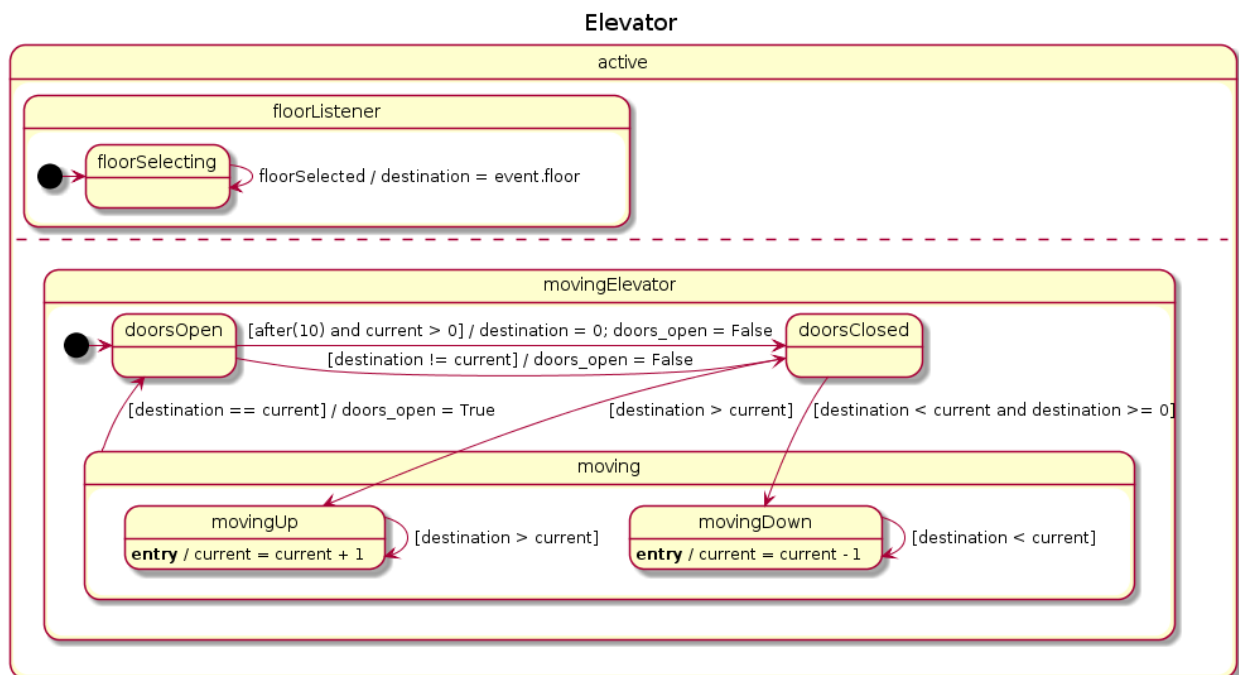 Elevator
active
floorListener
floorSelecting
floorSelected / destination = event.floor
movingElevator
doorsOpen
[after(10) and current > 0] / destination = 0; doors_open = False
doorsClosed
[destination != current] / doors_open = False
[destination == current] / doors_open = True
[destination > current]
[destination < current and destination >= 0]
moving
movingUp
entry / current = current + 1
[destination > current]
movingDown
entry / current = current - 1
[destination < current]